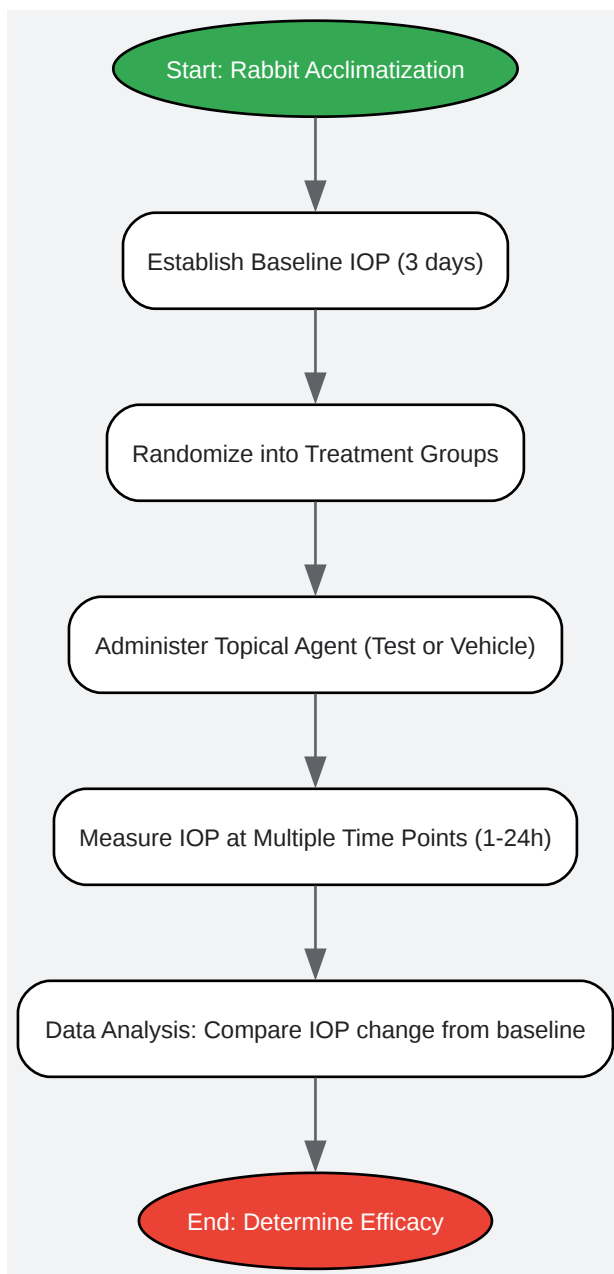 Start: Rabbit Acclimatization
Establish Baseline IOP (3 days)
Randomize into Treatment Groups
Administer Topical Agent (Test or Vehicle)
Measure IOP at Multiple Time Points (1-24h)
Data Analysis: Compare IOP change from baseline
End: Determine Efficacy